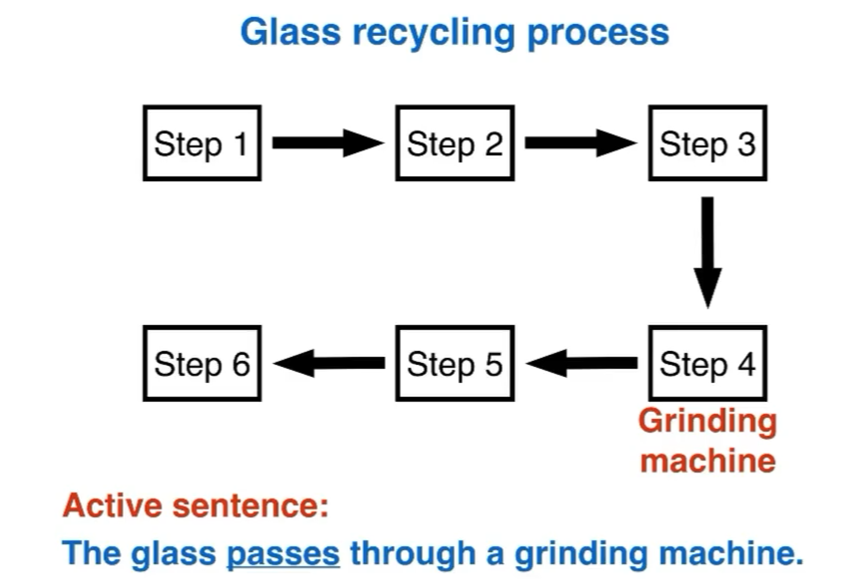 Glass recycling process
Step 1
Step 2
Step 3
Step 4
Grinding
machine
Step 5
Step 6
Active sentence:
The glass passes through a grinding machine.